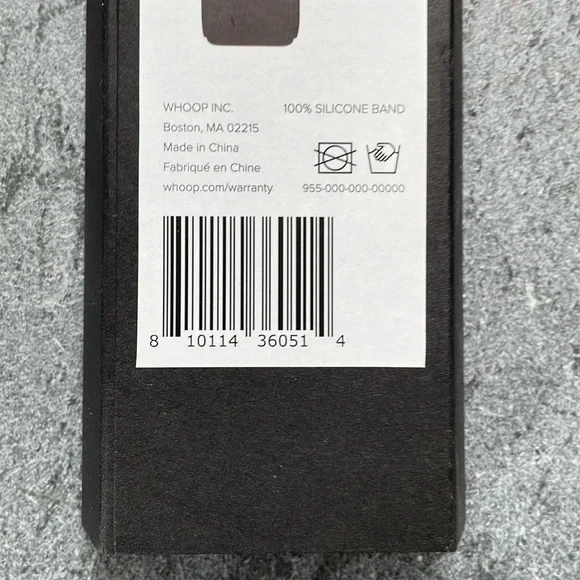 WHOOP INC. 100% SILICONE BAND
Boston, MA 02215
Made in China
Fabriqué en Chine
whoop.com/warranty 955-000-000-00000
8 10114 36051 4